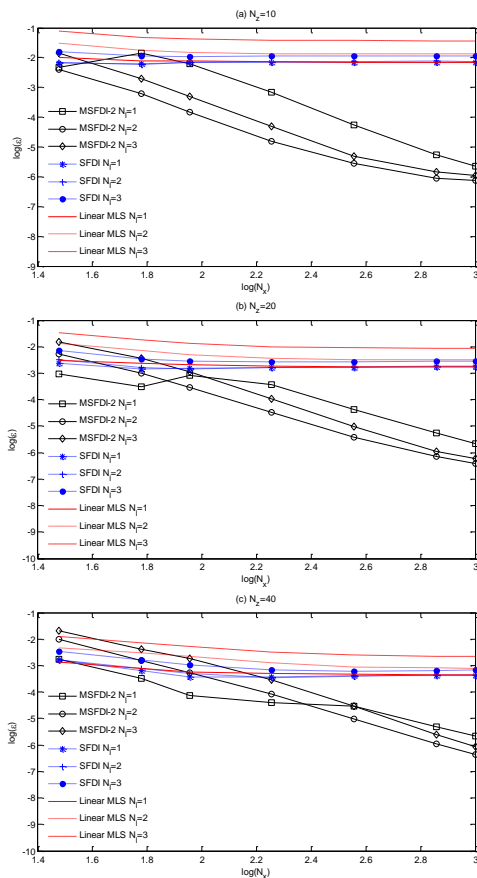 (a) N_z=10
-1
-2
-3
-4
-5
-6
-7
-8
-9
log(ε)
MSFDI-2 N_l=1
MSFDI-2 N_l=2
MSFDI-2 N_l=3
SFDI N_l=1
SFDI N_l=2
SFDI N_l=3
Linear MLS N_l=1
Linear MLS N_l=2
Linear MLS N_l=3
1.4 1.6 1.8 2 2.2 2.4 2.6 2.8 3
log(N_x)
(b) N_z=20
-1
-2
-3
-4
-5
-6
-7
-8
-9
-10
log(ε)
MSFDI-2 N_l=1
MSFDI-2 N_l=2
MSFDI-2 N_l=3
SFDI N_l=1
SFDI N_l=2
SFDI N_l=3
Linear MLS N_l=1
Linear MLS N_l=2
Linear MLS N_l=3
1.4 1.6 1.8 2 2.2 2.4 2.6 2.8 3
log(N_x)
(c) N_z=40
-1
-2
-3
-4
-5
-6
-7
-8
-9
-10
log(ε)
MSFDI-2 N_l=1
MSFDI-2 N_l=2
MSFDI-2 N_l=3
SFDI N_l=1
SFDI N_l=2
SFDI N_l=3
Linear MLS N_l=1
Linear MLS N_l=2
Linear MLS N_l=3
1.4 1.6 1.8 2 2.2 2.4 2.6 2.8 3
log(N_x)